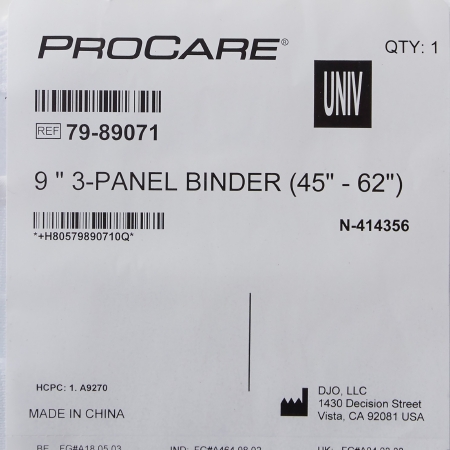 PROCARE®
QTY: 1
UNIV
REF 79-89071
9 " 3-PANEL BINDER (45" - 62")
*+H80579890710Q*
N-414356
HCPC: 1. A9270
DJO, LLC
1430 Decision Street
Vista, CA 92081 USA
MADE IN CHINA